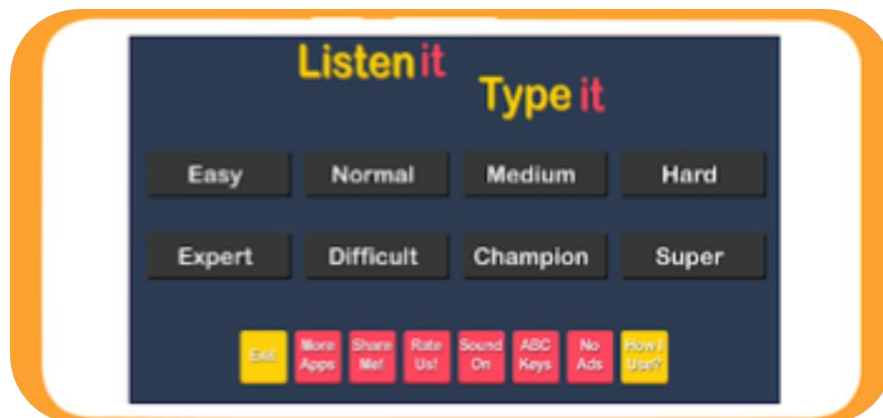 Listen it
Type it
Easy Normal Medium Hard
Expert Difficult Champion Super
Exit More Apps Share Me! Rate Us! Sound On ABC Keys No Ads How I Use?